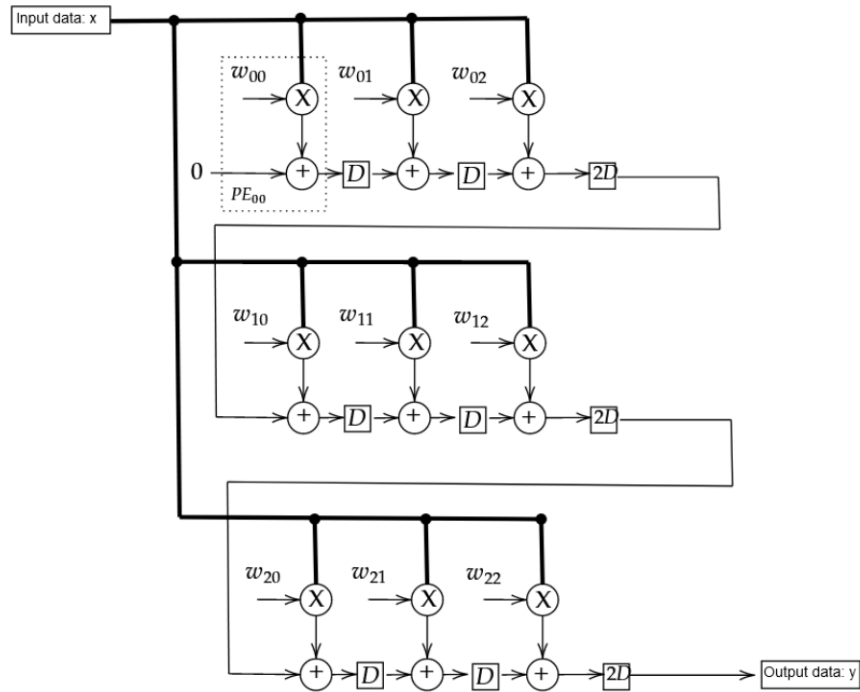 Input data: x
w00 w01 w02
X X X
0 + D + D + 2D
PE00
w10 w11 w12
X X X
+ D + D + 2D
w20 w21 w22
X X X
+ D + D + 2D
Output data: y